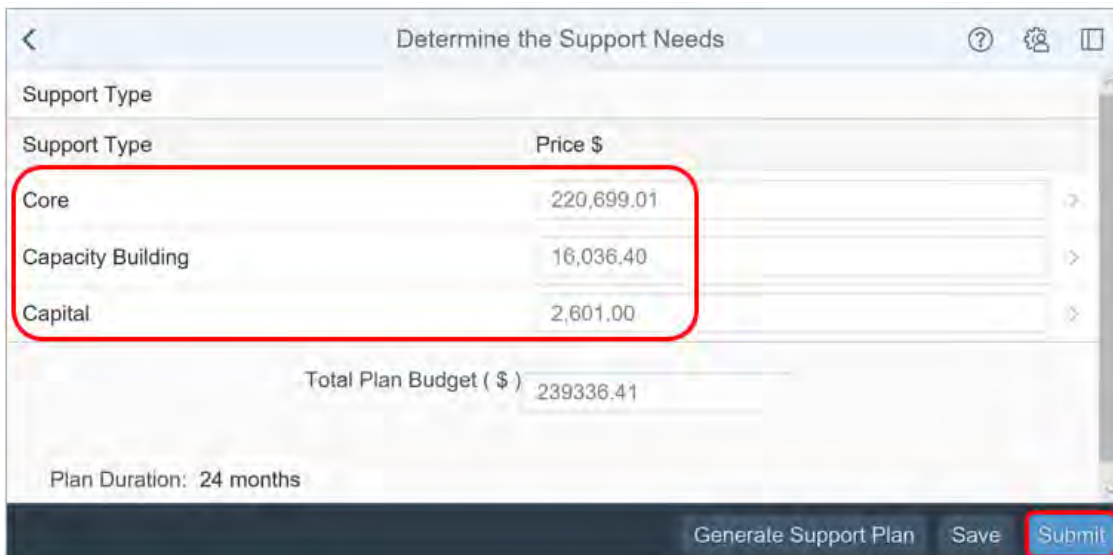 Determine the Support Needs
Support Type
Support Type Price $
Core 220,699.01
Capacity Building 16,036.40
Capital 2,601.00
Total Plan Budget ( $ ) 239336.41
Plan Duration: 24 months
Generate Support Plan Save Submit